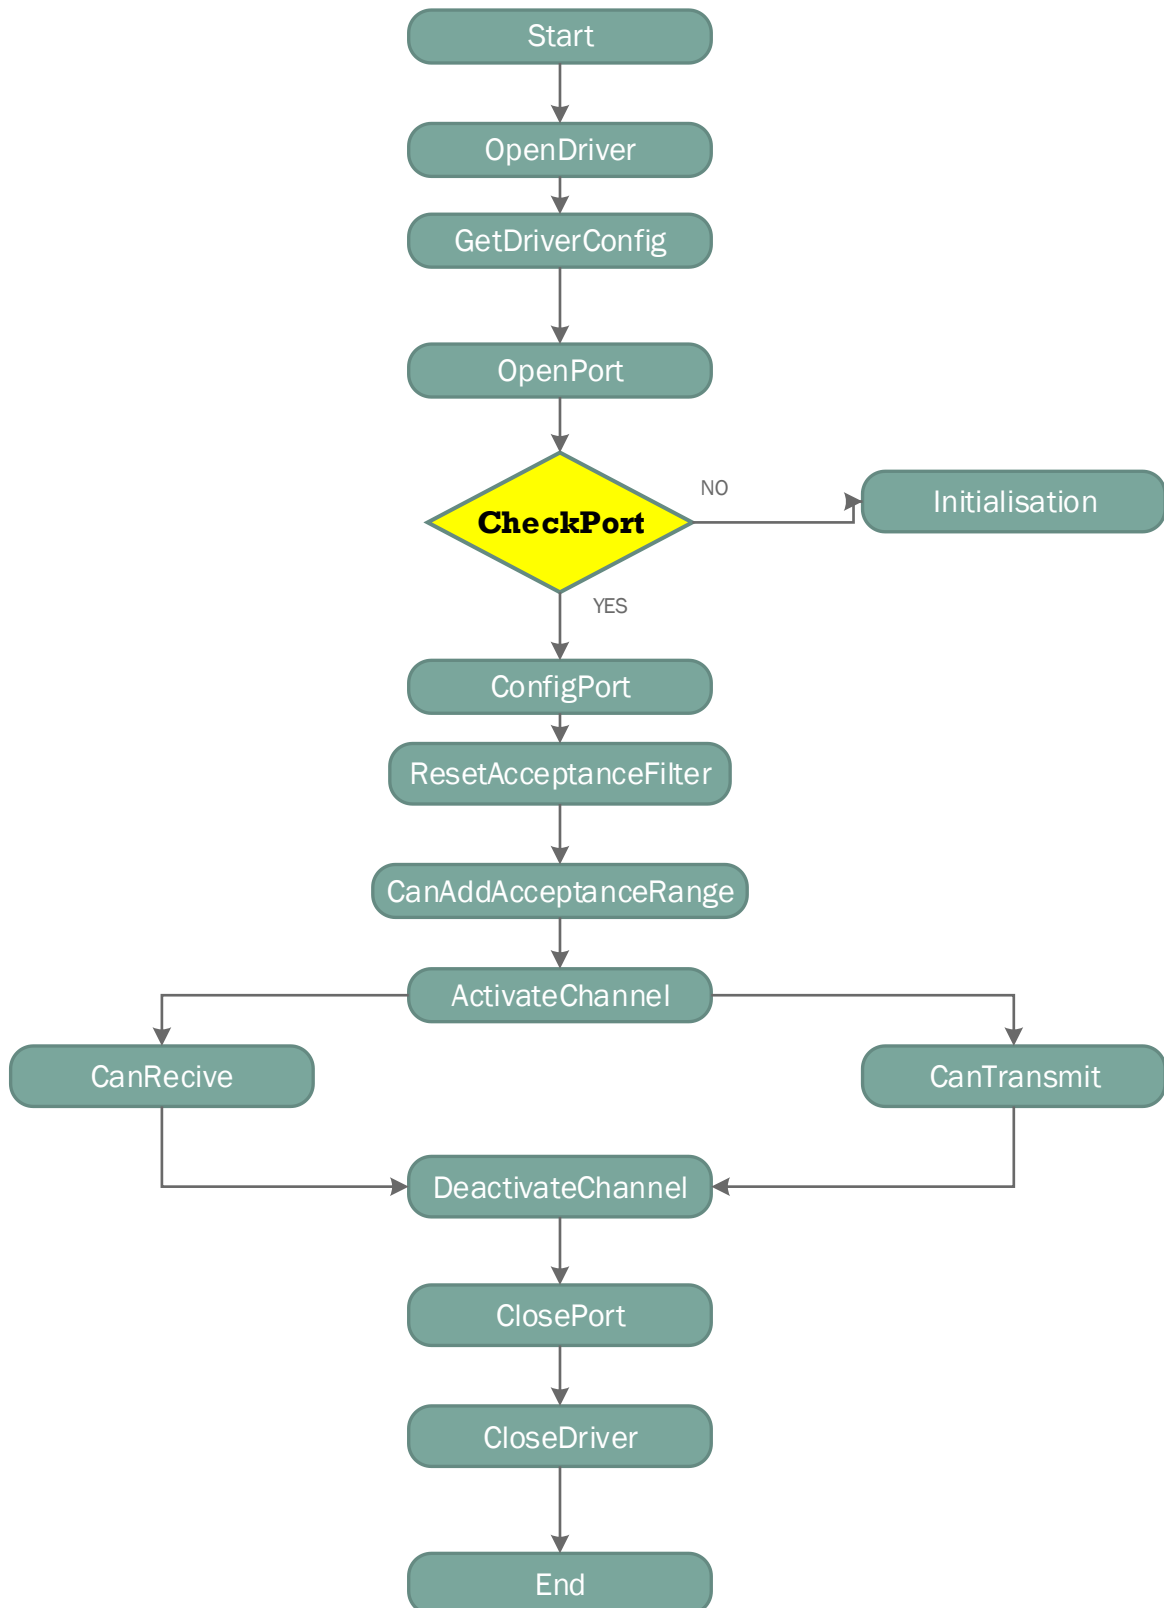 Start
OpenDriver
GetDriverConfig
OpenPort
CheckPort
NO
Initialisation
YES
ConfigPort
ResetAcceptanceFilter
CanAddAcceptanceRange
ActivateChannel
CanRecive
CanTransmit
DeactivateChannel
ClosePort
CloseDriver
End